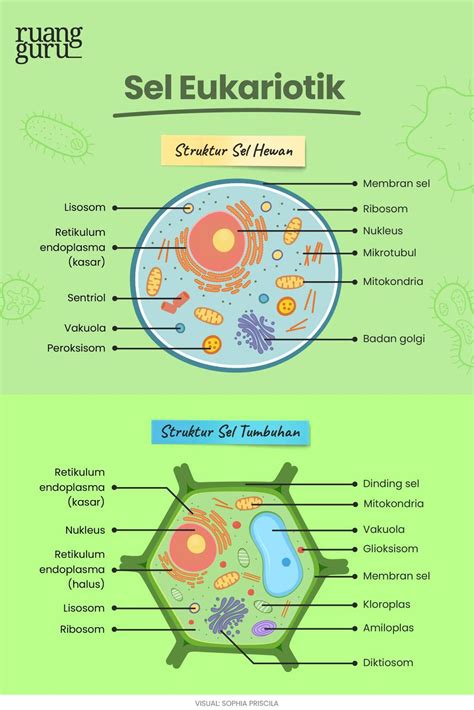 ruang
guru
Sel Eukariotik
Struktur Sel Hewan
Lisosom
Retikulum
endoplasma
(kasar)
Sentriol
Vakuola
Peroksisom
Membran sel
Ribosom
Nukleus
Mikrotubul
Mitokondria
Badan golgi
Struktur Sel Tumbuhan
Retikulum
endoplasma
(kasar)
Nukleus
Retikulum
endoplasma
(halus)
Lisosom
Ribosom
Dinding sel
Mitokondria
Vakuola
Glioksisom
Membran sel
Kloroplas
Amiloplas
Diktiosom
VISUAL: SOPHIA PRISCILA